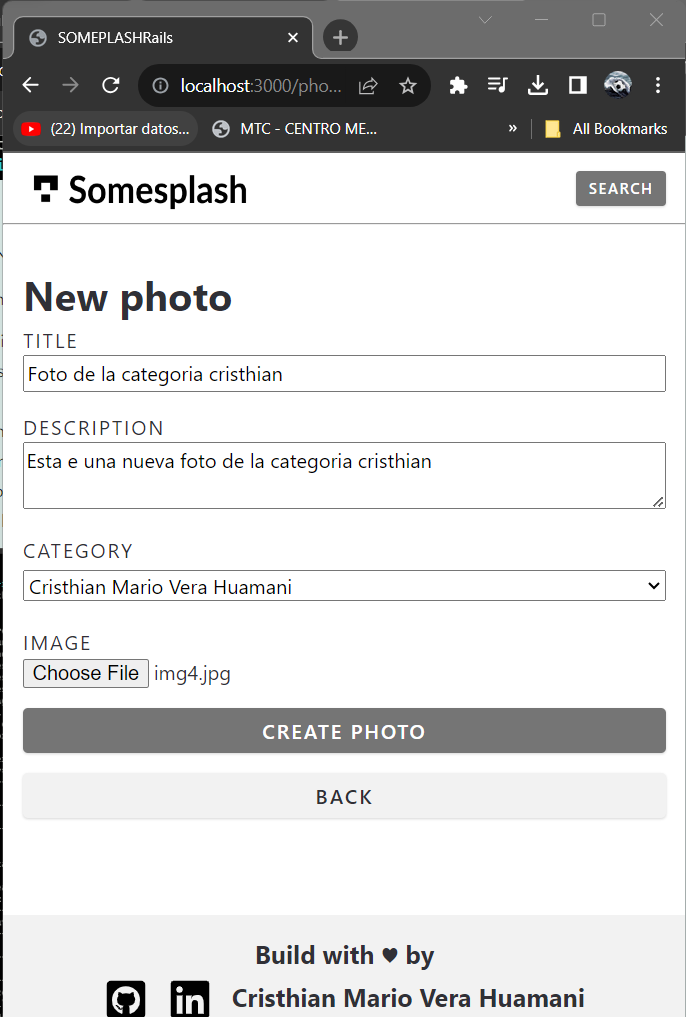 SOMEPLASHRails
localhost:3000/pho...
(22) Importar datos...
MTC - CENTRO ME...
»
All Bookmarks
Somesplash
SEARCH
New photo
TITLE
Foto de la categoria cristhian
DESCRIPTION
Esta e una nueva foto de la categoria cristhian
CATEGORY
Cristhian Mario Vera Huamani
IMAGE
Choose File img4.jpg
CREATE PHOTO
BACK
Build with ♥ by
in Cristhian Mario Vera Huamani